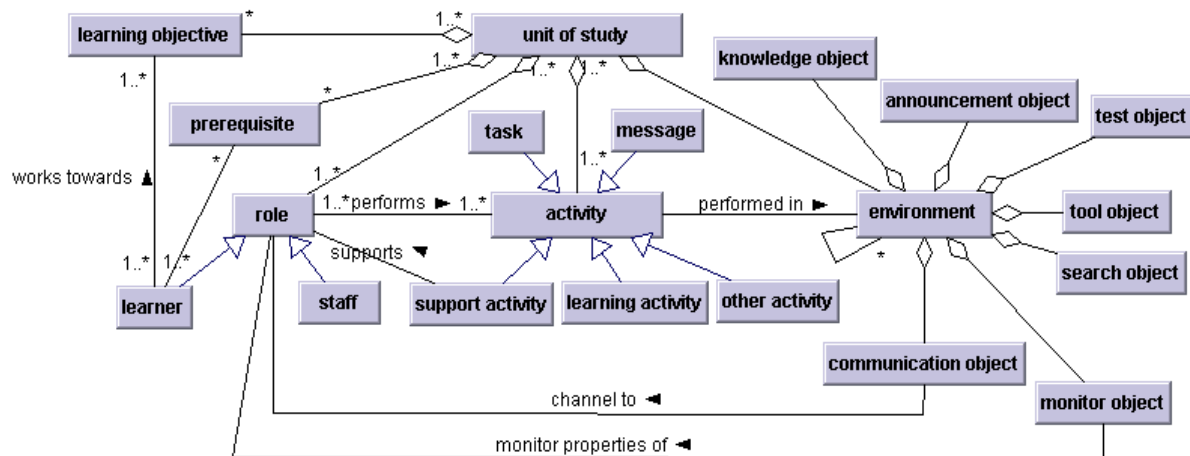 1..*
learning objective
*
unit of study
1..*
1..*
1..*
knowledge object
1..*
*
announcement object
prerequisite
task
message
test object
*
1..*
1..*
works towards
role
1..*
performs
1..*
activity
performed in
environment
tool object
supports
*
search object
1..*
1..*
learner
staff
support activity
learning activity
other activity
communication object
channel to
monitor object
monitor properties of